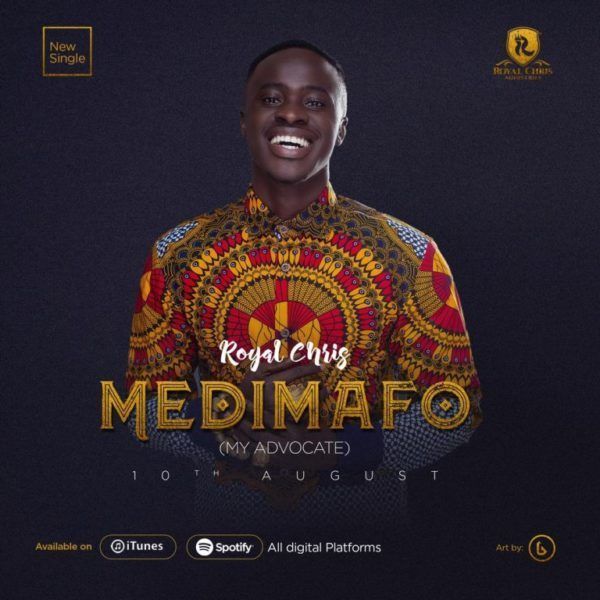 New
Single
ROYAL CHRIS
Royal Chris
MEDIMAFO
(MY ADVOCATE)
10TH AUGUST
Available on
iTunes
Spotify
All digital Platforms
Art by: